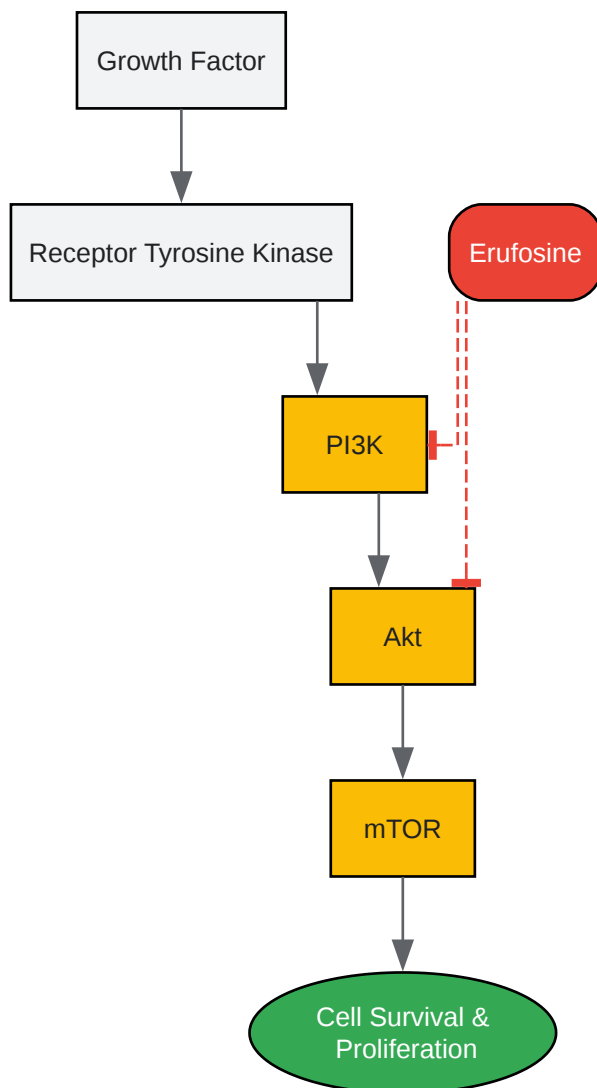 Growth Factor
Receptor Tyrosine Kinase
Erufosine
PI3K
Akt
mTOR
Cell Survival &
Proliferation